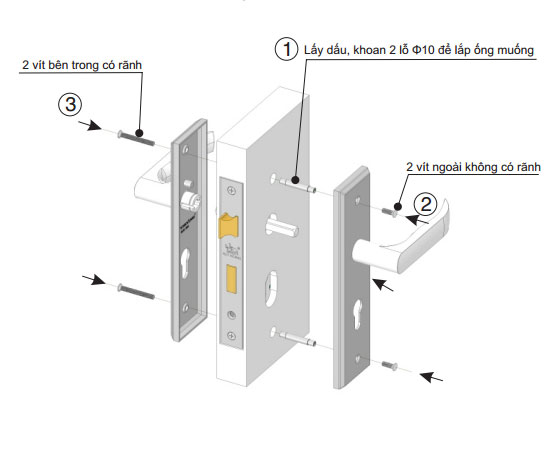 ① Lấy dấu, khoan 2 lỗ Φ10 để lắp ống muống
2 vít bên trong có rãnh
③
2 vít ngoài không có rãnh
②